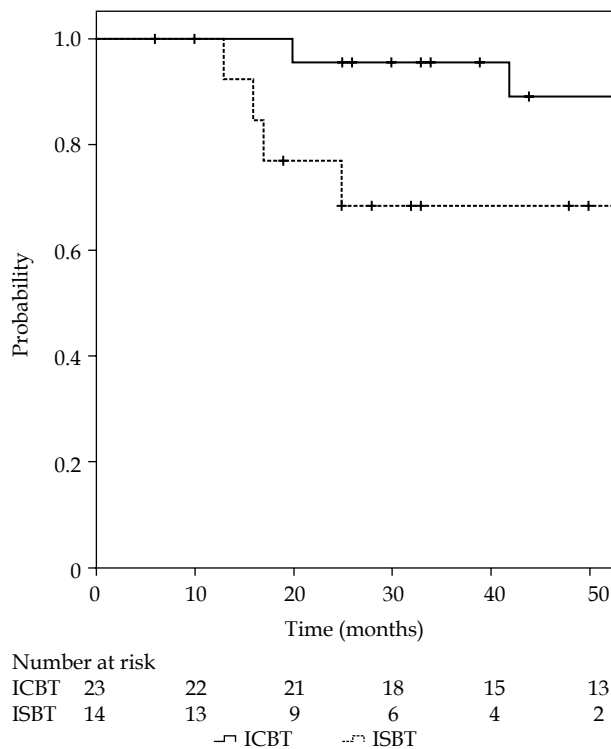 Probability
1.0
0.8
0.6
0.4
0.2
0
0 10 20 30 40 50
Time (months)
Number at risk
ICBT 23 22 21 18 15 13
ISBT 14 13 9 6 4 2
ICBT ISBT